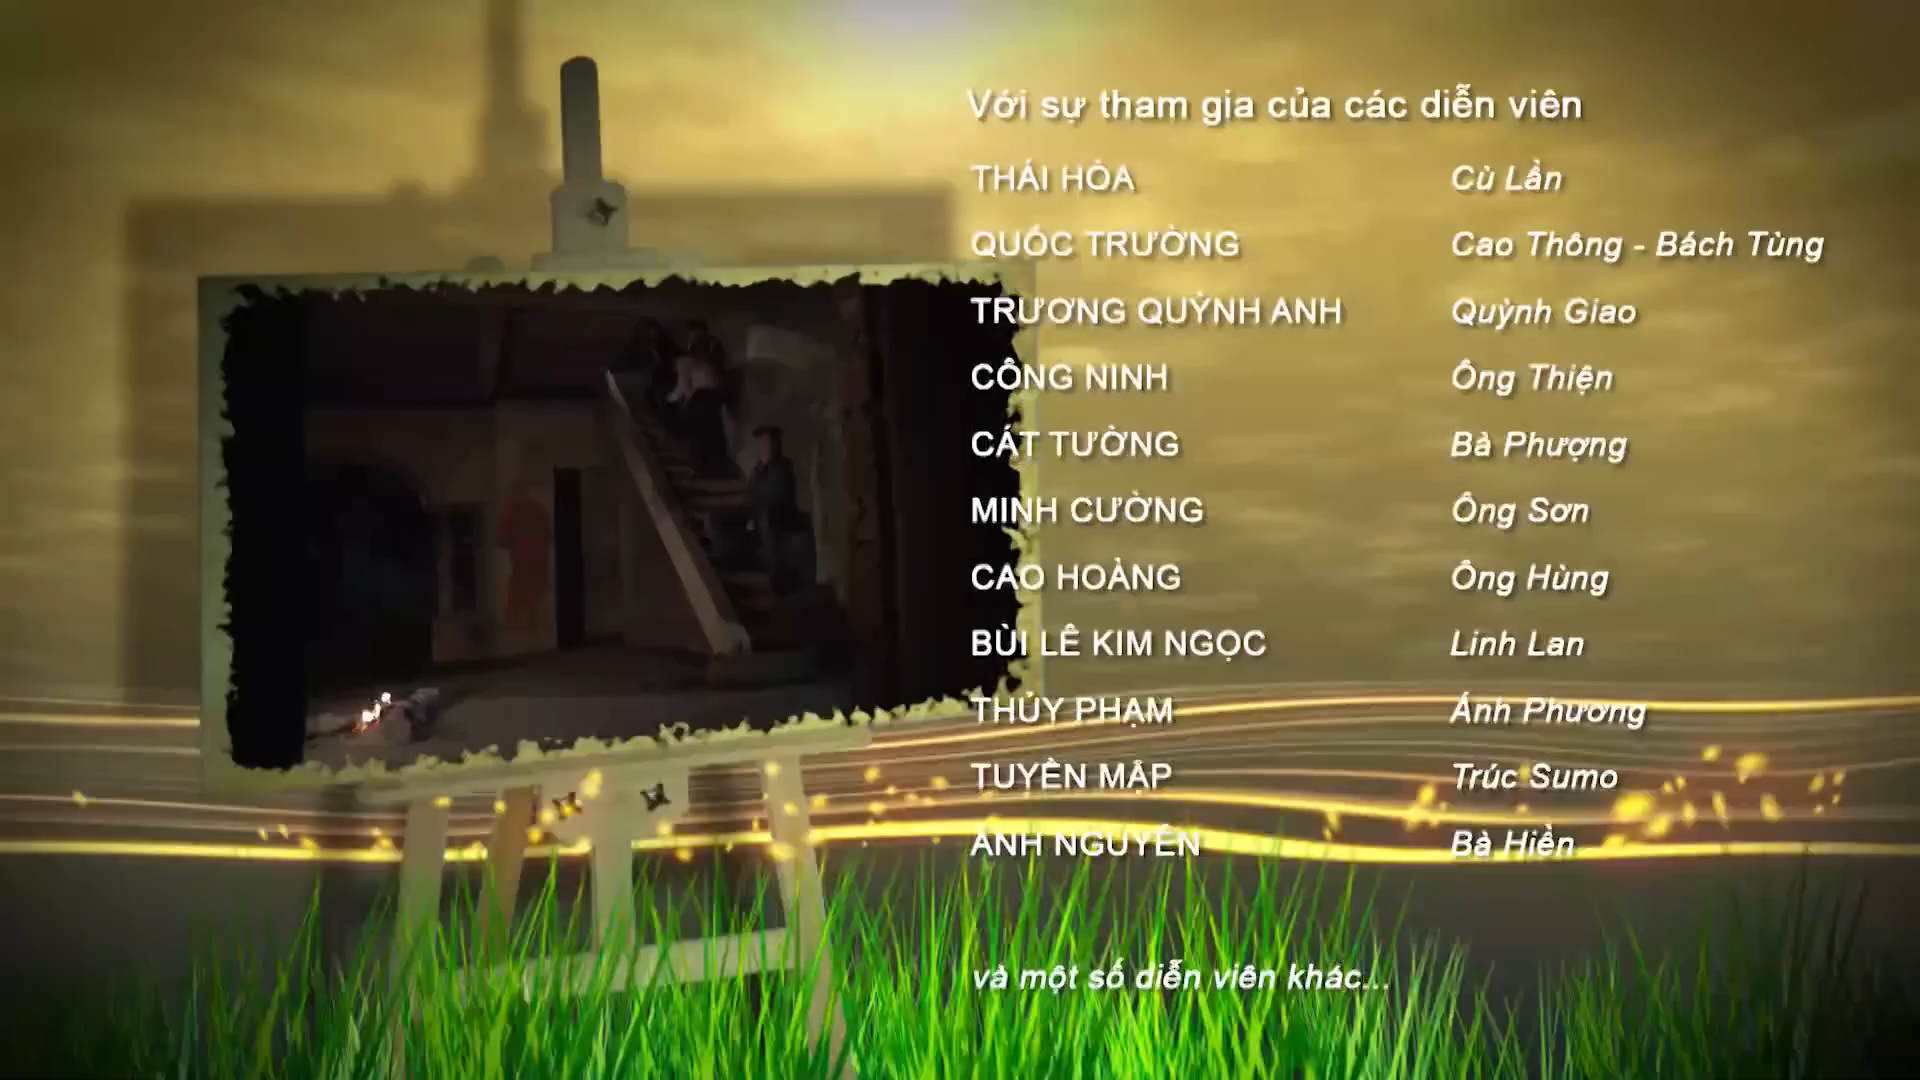 Với sự tham gia của các diễn viên
THÁI HÒA Cù Lần
QUỐC TRƯỜNG Cao Thông - Bách Tùng
TRƯƠNG QUỲNH ANH Quỳnh Giao
CÔNG NINH Ông Thiện
CÁT TƯỜNG Bà Phượng
MINH CƯỜNG Ông Sơn
CAO HOÀNG Ông Hùng
BÙI LÊ KIM NGỌC Linh Lan
THỦY PHẠM Ánh Phương
TUYỀN MẬP Trúc Sumo
ÁNH NGUYỄN Bà Hiền
và một số diễn viên khác...